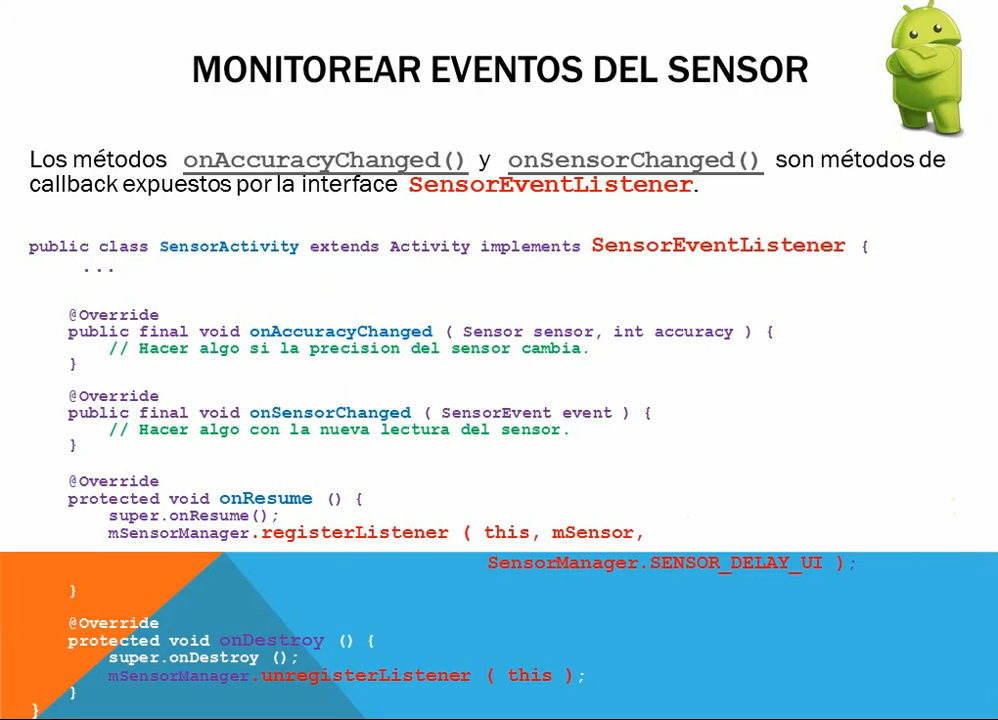 MONITOREAR EVENTOS DEL SENSOR
Los métodos onAccuracyChanged() y onSensorChanged() son métodos de
callback expuestos por la interface SensorEventListener.
public class SensorActivity extends Activity implements SensorEventListener {
...
@Override
public final void onAccuracyChanged ( Sensor sensor, int accuracy ) {
// Hacer algo si la precision del sensor cambia.
}
@Override
public final void onSensorChanged ( SensorEvent event ) {
// Hacer algo con la nueva lectura del sensor.
}
@Override
protected void onResume () {
super.onResume();
mSensorManager.registerListener ( this, mSensor,
SensorManager.SENSOR_DELAY_UI );
}
@Override
protected void onDestroy () {
super.onDestroy ();
mSensorManager.unregisterListener ( this );
}
}